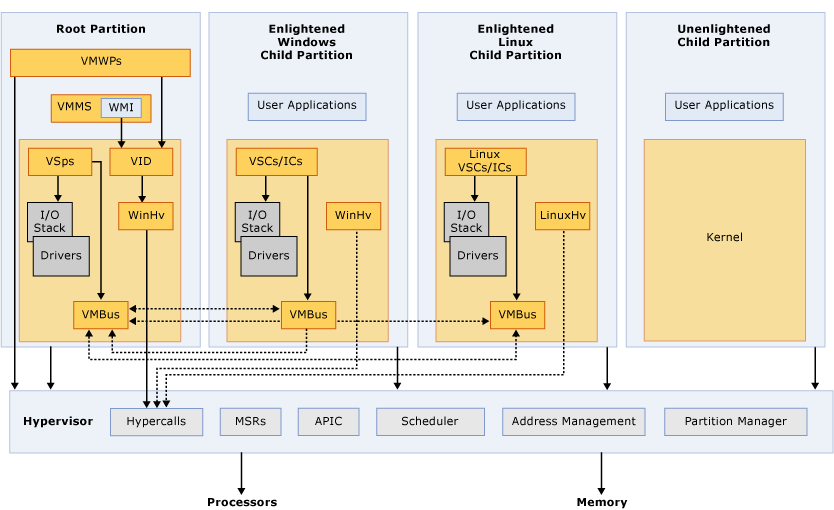 Root Partition
VMWPs
VMMS
WMI
VSps
VID
I/O
Stack
Drivers
WinHv
VMBus
Enlightened
Windows
Child Partition
User Applications
VSCs/ICs
I/O
Stack
Drivers
WinHv
VMBus
Enlightened
Linux
Child Partition
User Applications
Linux
VSCs/ICs
I/O
Stack
Drivers
LinuxHv
VMBus
Unenlightened
Child Partition
User Applications
Kernel
Hypervisor
Hypercalls
MSRs
APIC
Scheduler
Address Management
Partition Manager
Processors
Memory